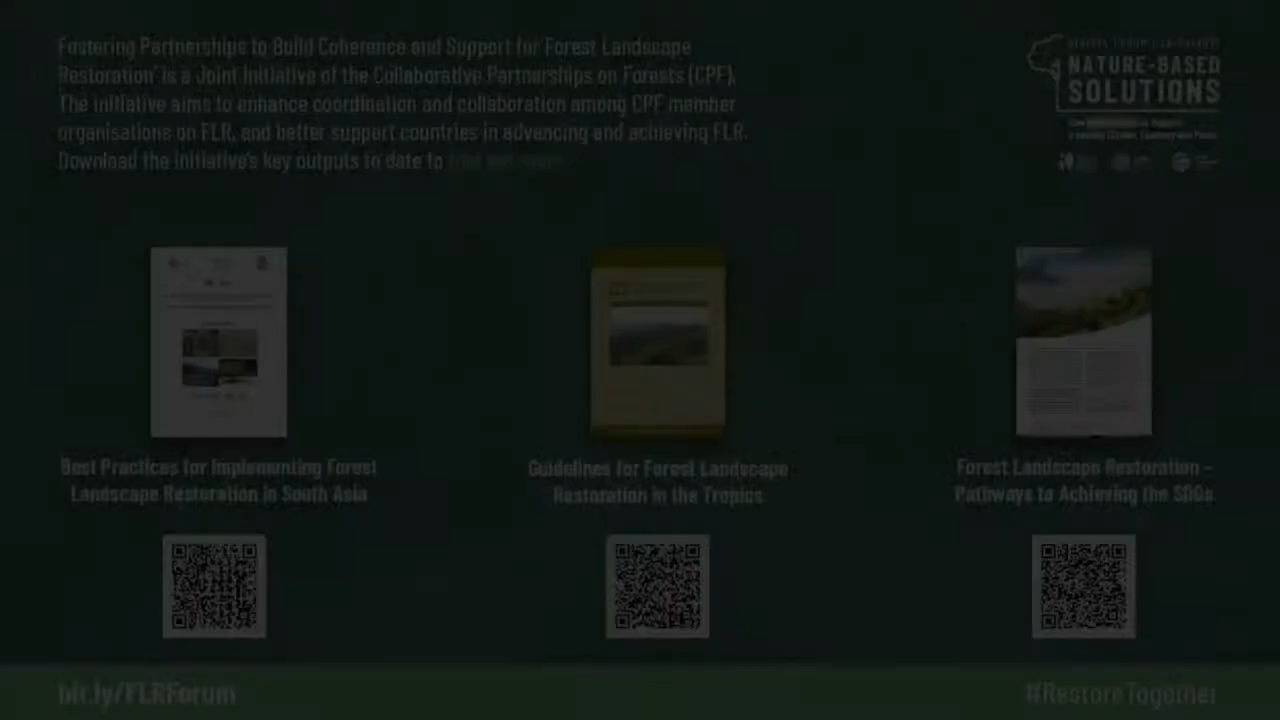 Fostering Partnerships to Build Coherence and Support for Forest Landscape
Restoration' is a Joint Initiative of the Collaborative Partnerships on Forests (CPF).
The initiative aims to enhance coordination and collaboration among CPF member
organisations on FLR, and better support countries in advancing and achieving FLR.
Download the initiative's key outputs to date to
NATURE-BASED
SOLUTIONS
Best Practices for Implementing Forest
Landscape Restoration in South Asia
Guidelines for Forest Landscape
Restoration in the Tropics
Forest Landscape Restoration –
Pathways to Achieving the SDGs
bit.ly/FLRForum
#RestoreTogether